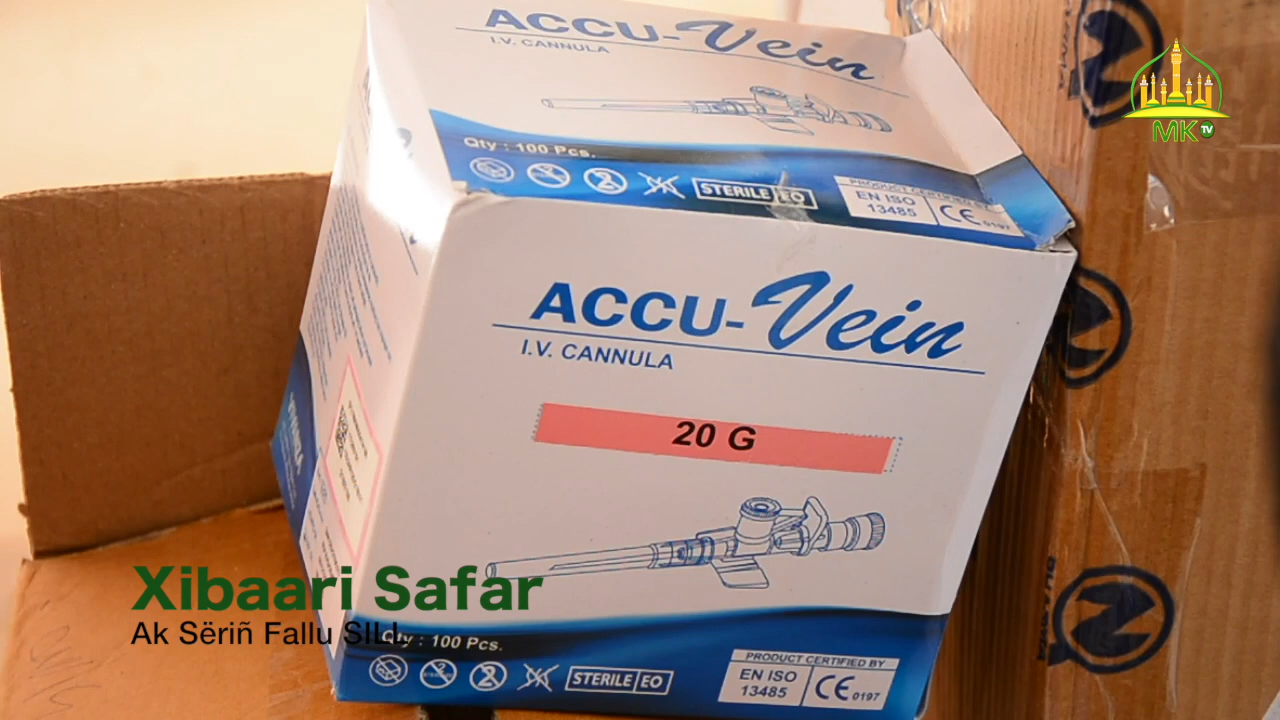 ACCU-Vein
I.V. CANNULA
Qty : 100 Pcs.
STERILE EO
PRODUCT CERTIFIED BY
EN ISO
13485
CE 0197
MK TV
ACCU-Vein
I.V. CANNULA
20 G
Qty : 100 Pcs.
STERILE EO
PRODUCT CERTIFIED BY
EN ISO
13485
CE 0197
Xibaari Safar
Ak Sëriñ Fallu SILL